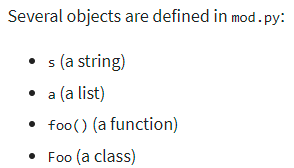 Several objects are defined in mod.py:
• s (a string)
• a (a list)
• foo() (a function)
• Foo (a class)